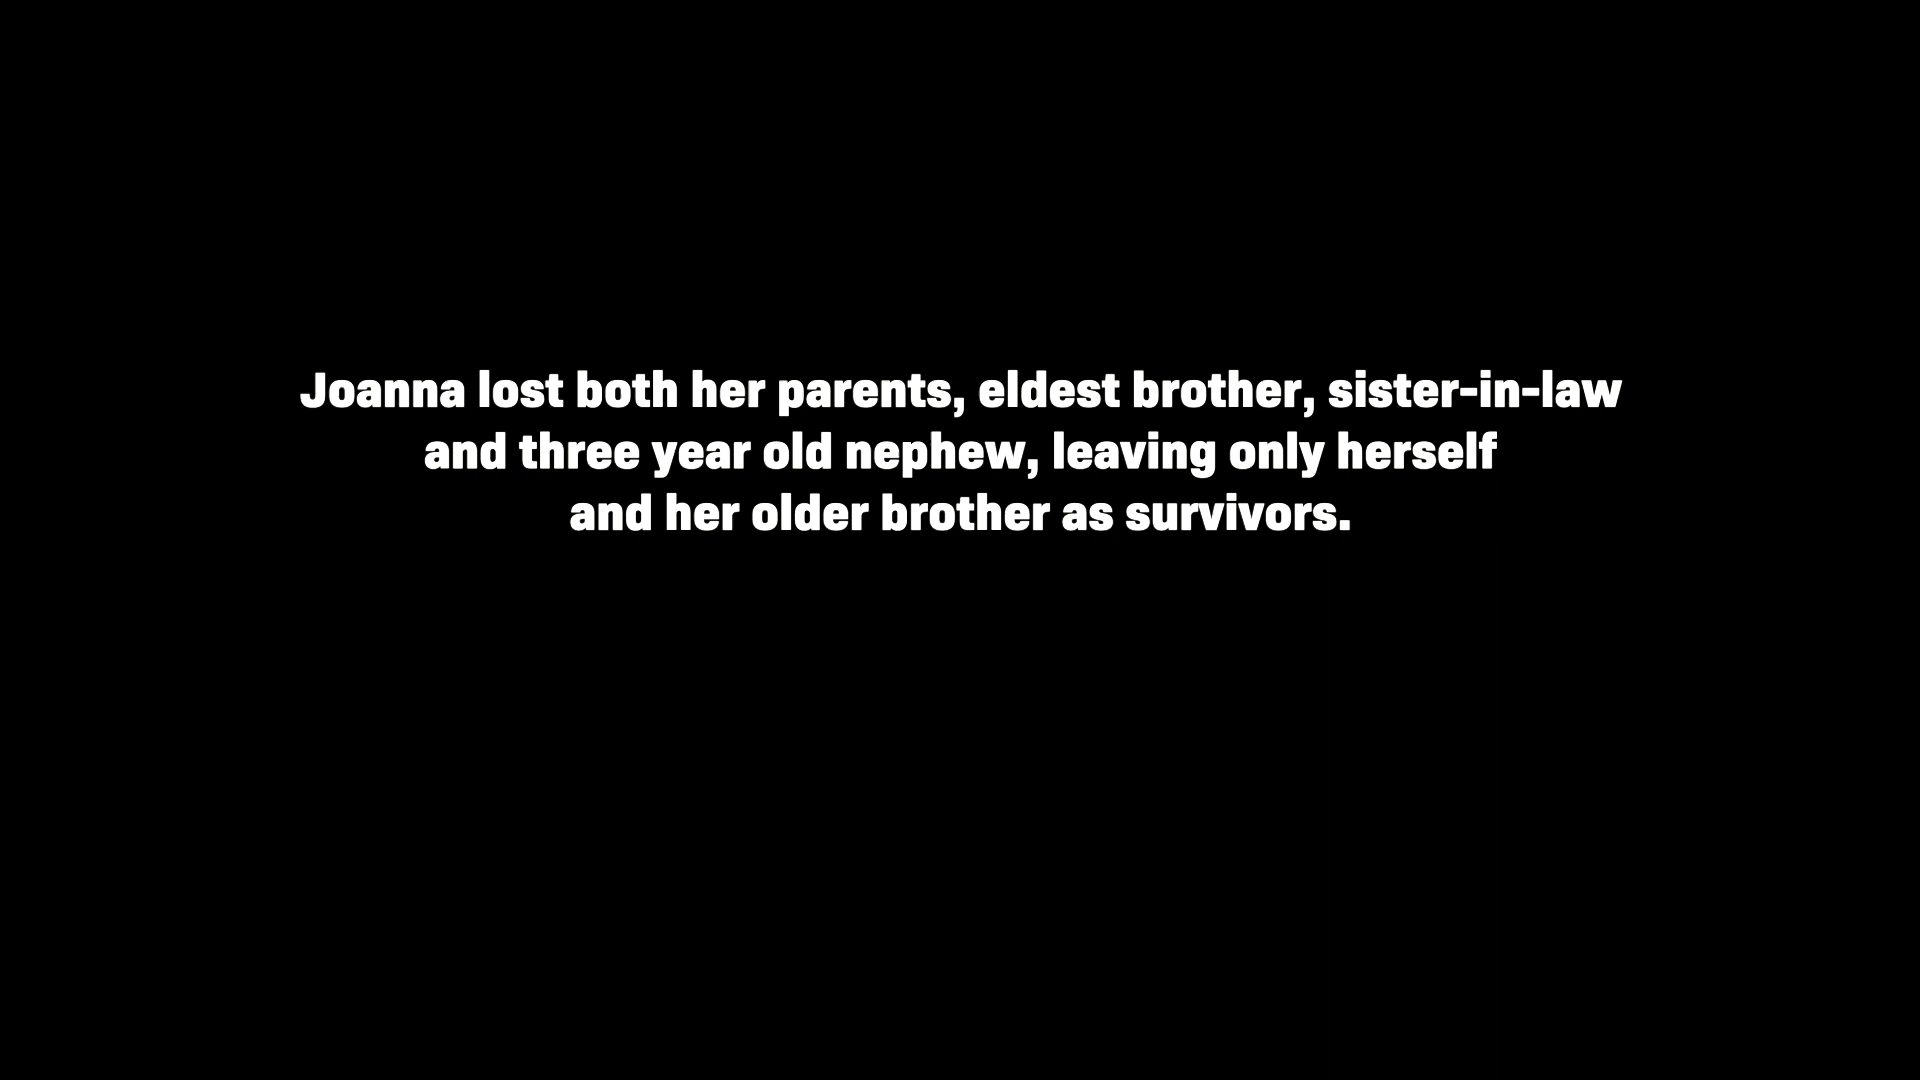 Joanna lost both her parents, eldest brother, sister-in-law
and three year old nephew, leaving only herself
and her older brother as survivors.